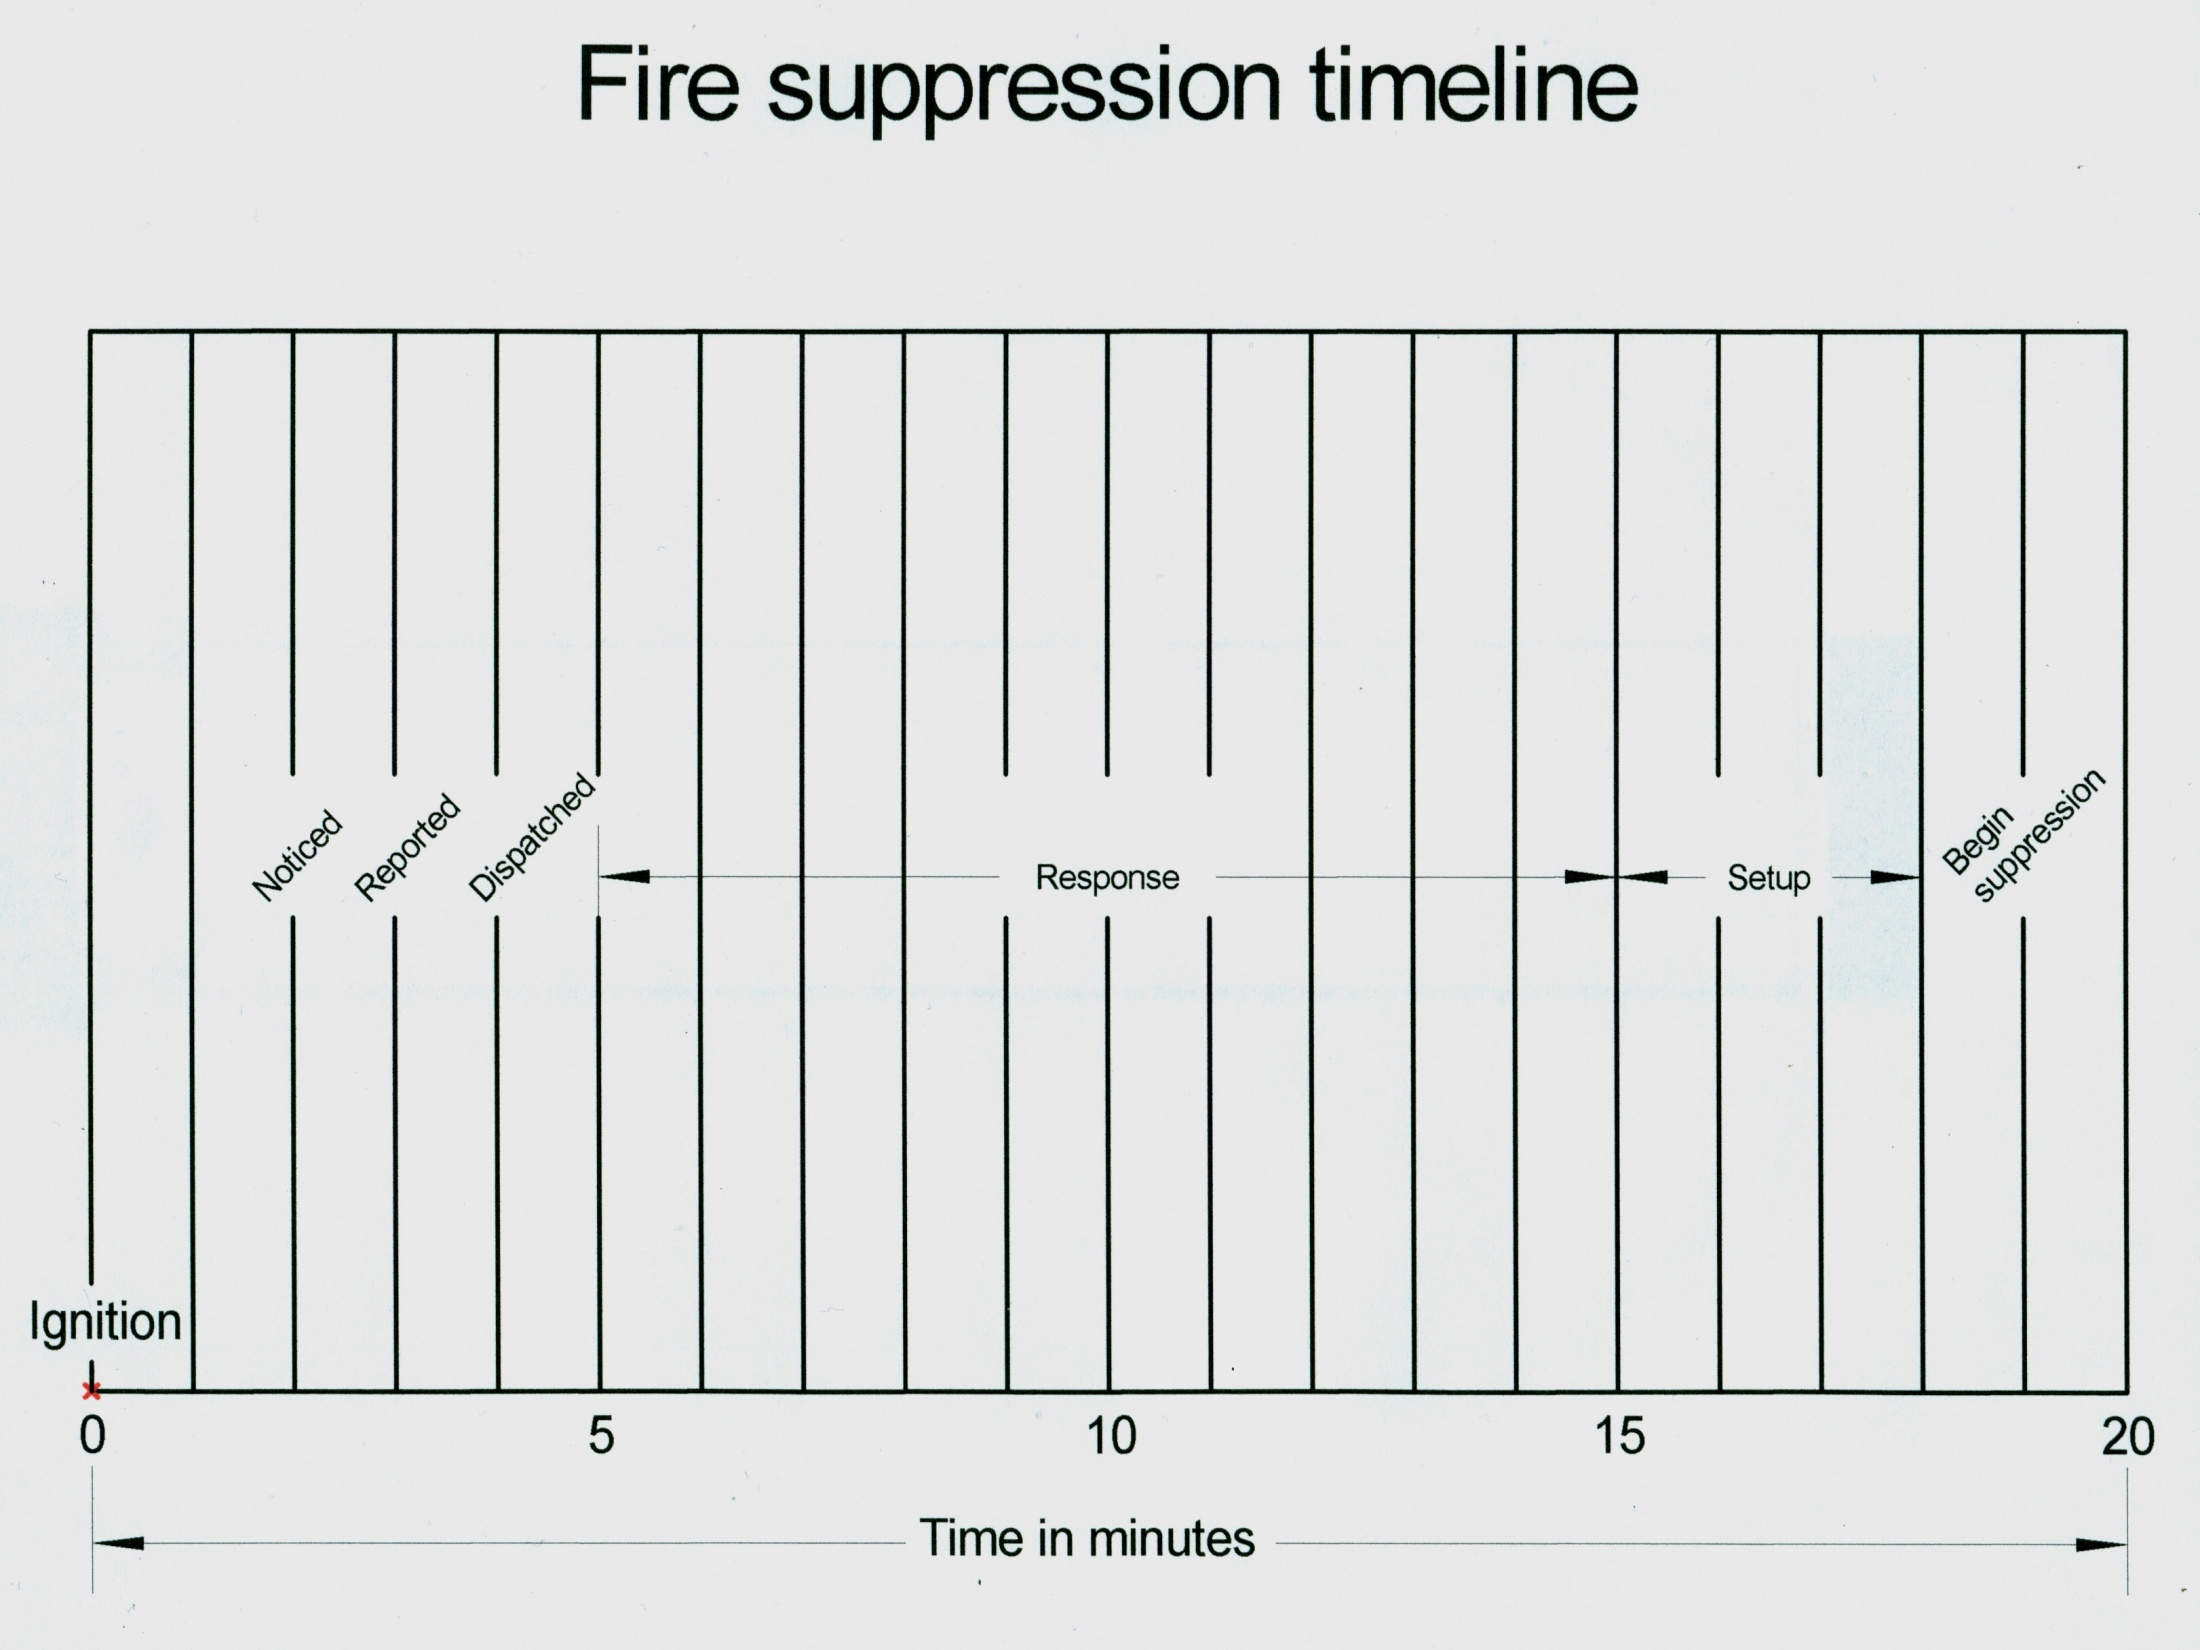 Fire suppression timeline
Noticed
Reported
Dispatched
Response
Setup
Begin
suppression
Ignition
0 5 10 15 20
Time in minutes